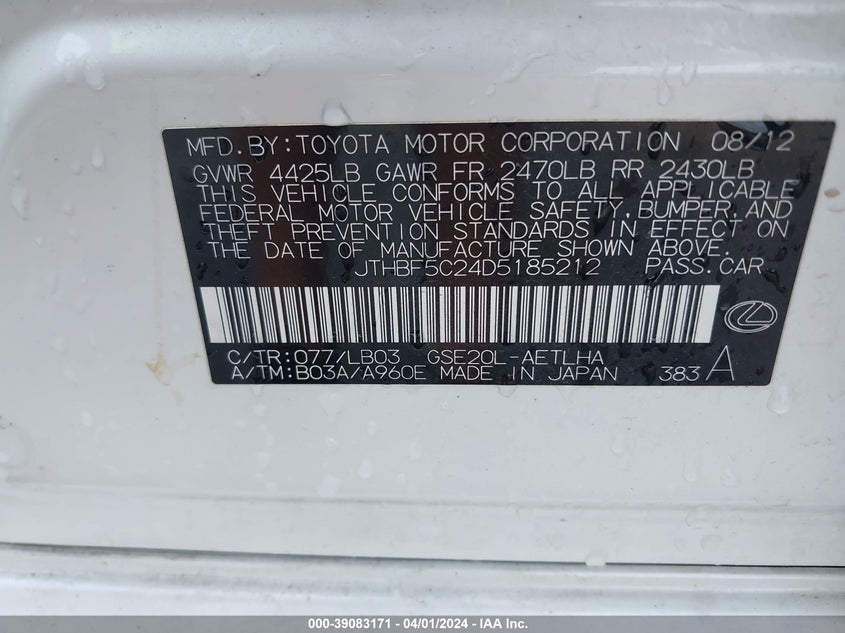 MFD.BY:TOYOTA MOTOR CORPORATION 08/12
GVWR 4425LB GAWR FR 2470LB RR 2430LB
THIS VEHICLE CONFORMS TO ALL APPLICABLE
FEDERAL MOTOR VEHICLE SAFETY,BUMPER,AND
THEFT PREVENTION STANDARDS IN EFFECT ON
THE DATE OF MANUFACTURE SHOWN ABOVE.
JTHBF5C24D5185212 PASS.CAR
C/TR:077/LB03 GSE20L-AETLHA
A/TM:B03A/A960E MADE IN JAPAN 383 A
000-39083171 - 04/01/2024 - IAA Inc.